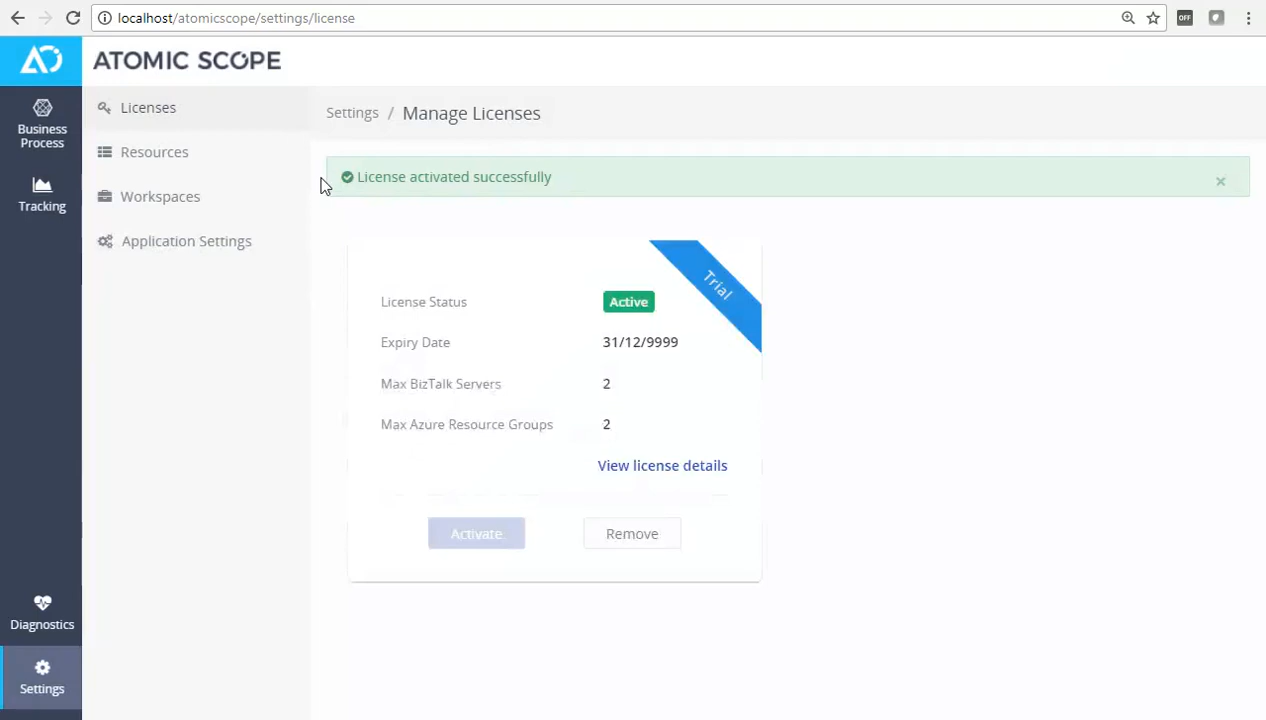 localhost/atomicscope/settings/license
OFF
ATOMIC SCOPE
Business
Process
Tracking
Diagnostics
Settings
Licenses
Resources
Workspaces
Application Settings
Settings / Manage Licenses
License activated successfully
×
Trial
License Status Active
Expiry Date 31/12/9999
Max BizTalk Servers 2
Max Azure Resource Groups 2
View license details
Activate
Remove